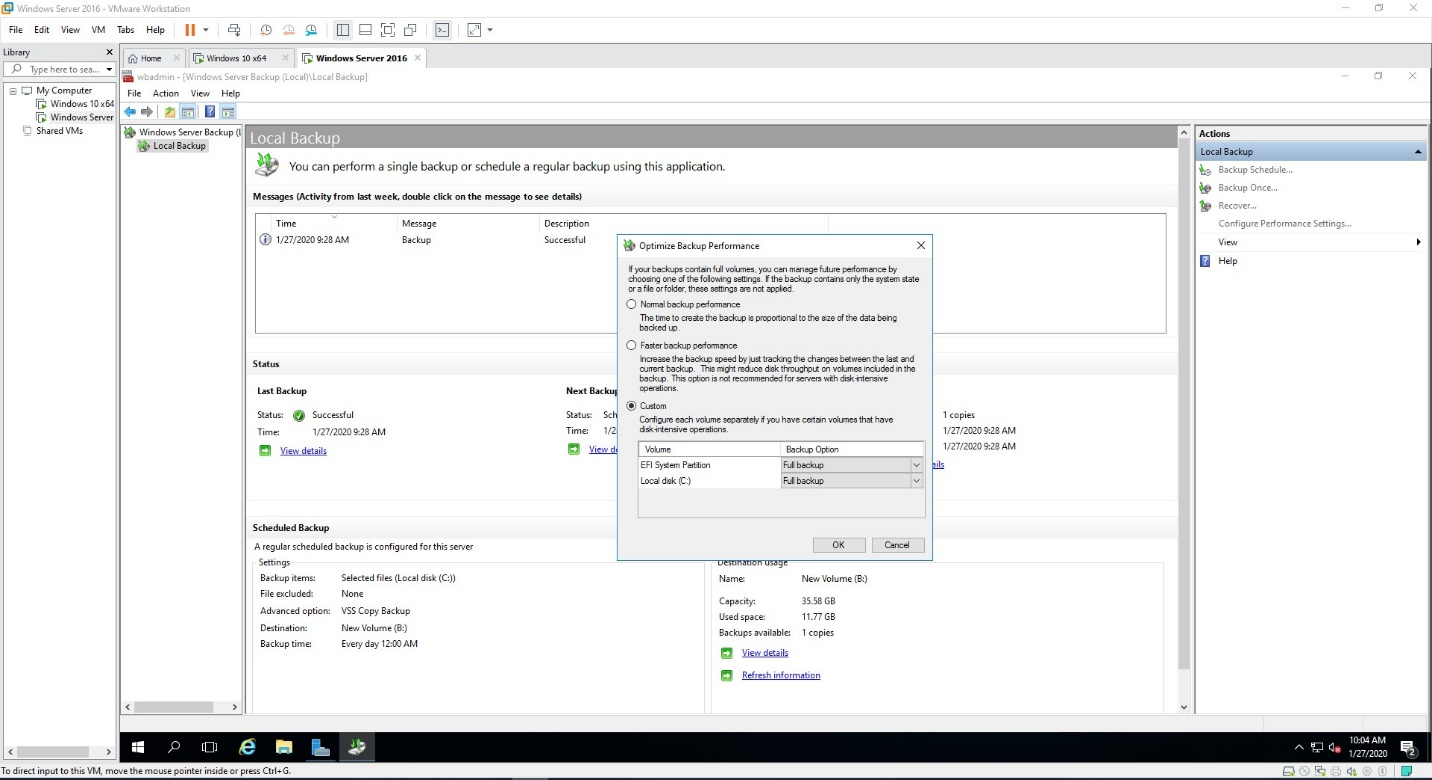 Windows Server 2016 - VMware Workstation
File Edit View VM Tabs Help
Library
Type here to sea...
My Computer
Windows 10 x64
Windows Server
Shared VMs
Home
Windows 10 x64
Windows Server 2016
wbadmin - [Windows Server Backup (Local)\Local Backup]
File Action View Help
Windows Server Backup (L
Local Backup
Local Backup
You can perform a single backup or schedule a regular backup using this application.
Messages (Activity from last week, double click on the message to see details)
Time Message Description
1/27/2020 9:28 AM Backup Successful
Status
Last Backup
Status: Successful
Time: 1/27/2020 9:28 AM
View details
Next Backup
Status: Sch
Time: 1/2
View de
1 copies
1/27/2020 9:28 AM
1/27/2020 9:28 AM
ails
Optimize Backup Performance
If your backups contain full volumes, you can manage future performance by
choosing one of the following settings. If the backup contains only the system state
or a file or folder, these settings are not applied.
Normal backup performance
The time to create the backup is proportional to the size of the data being
backed up.
Faster backup performance
Increase the backup speed by just tracking the changes between the last and
current backup. This might reduce disk throughput on volumes included in the
backup. This option is not recommended for servers with disk-intensive
operations.
Custom
Configure each volume separately if you have certain volumes that have
disk-intensive operations.
Volume Backup Option
EFI System Partition Full backup
Local disk (C:) Full backup
OK Cancel
Scheduled Backup
A regular scheduled backup is configured for this server
Settings
Backup items: Selected files (Local disk (C:))
File excluded: None
Advanced option: VSS Copy Backup
Destination: New Volume (B:)
Backup time: Every day 12:00 AM
Destination usage
Name: New Volume (B:)
Capacity: 35.58 GB
Used space: 11.77 GB
Backups available: 1 copies
View details
Refresh information
Actions
Local Backup
Backup Schedule...
Backup Once...
Recover...
Configure Performance Settings...
View
Help
10:04 AM
1/27/2020
2
To direct input to this VM, move the mouse pointer inside or press Ctrl+G.